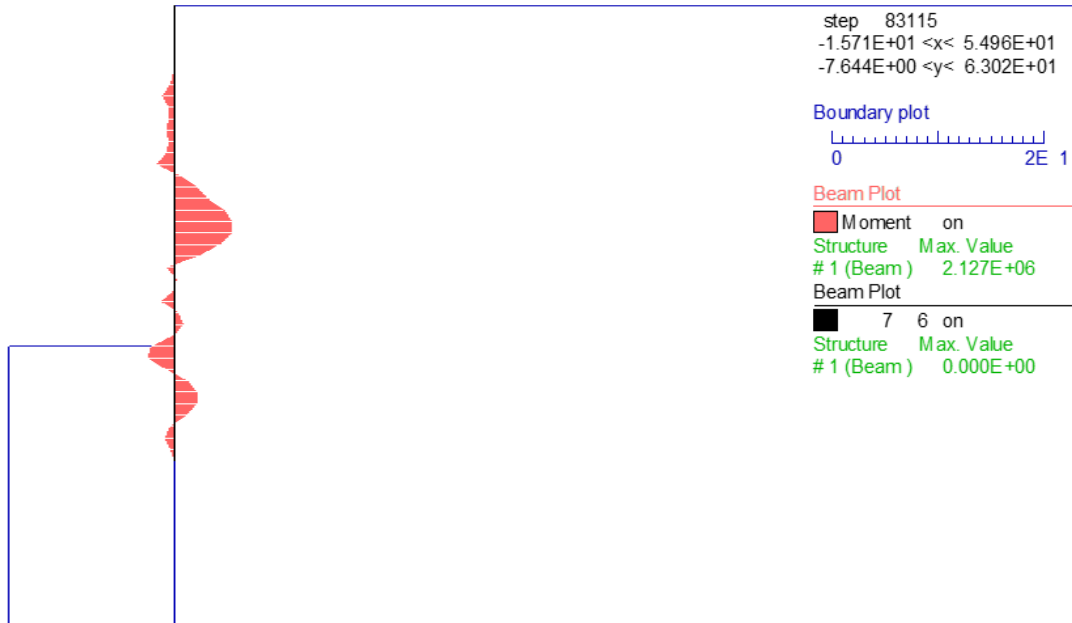 step 83115
-1.571E+01 <x< 5.496E+01
-7.644E+00 <y< 6.302E+01
Boundary plot
0 2E 1
Beam Plot
Moment on
Structure Max. Value
# 1 (Beam ) 2.127E+06
Beam Plot
7 6 on
Structure Max. Value
# 1 (Beam ) 0.000E+00